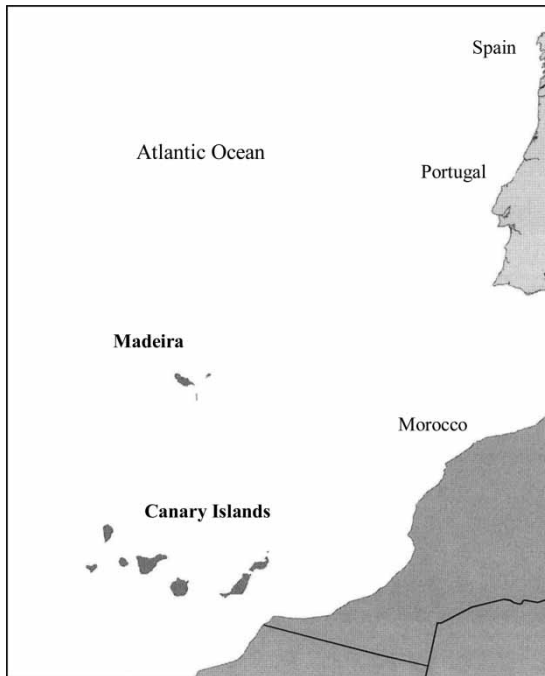 Spain
Atlantic Ocean
Portugal
Madeira
Morocco
Canary Islands